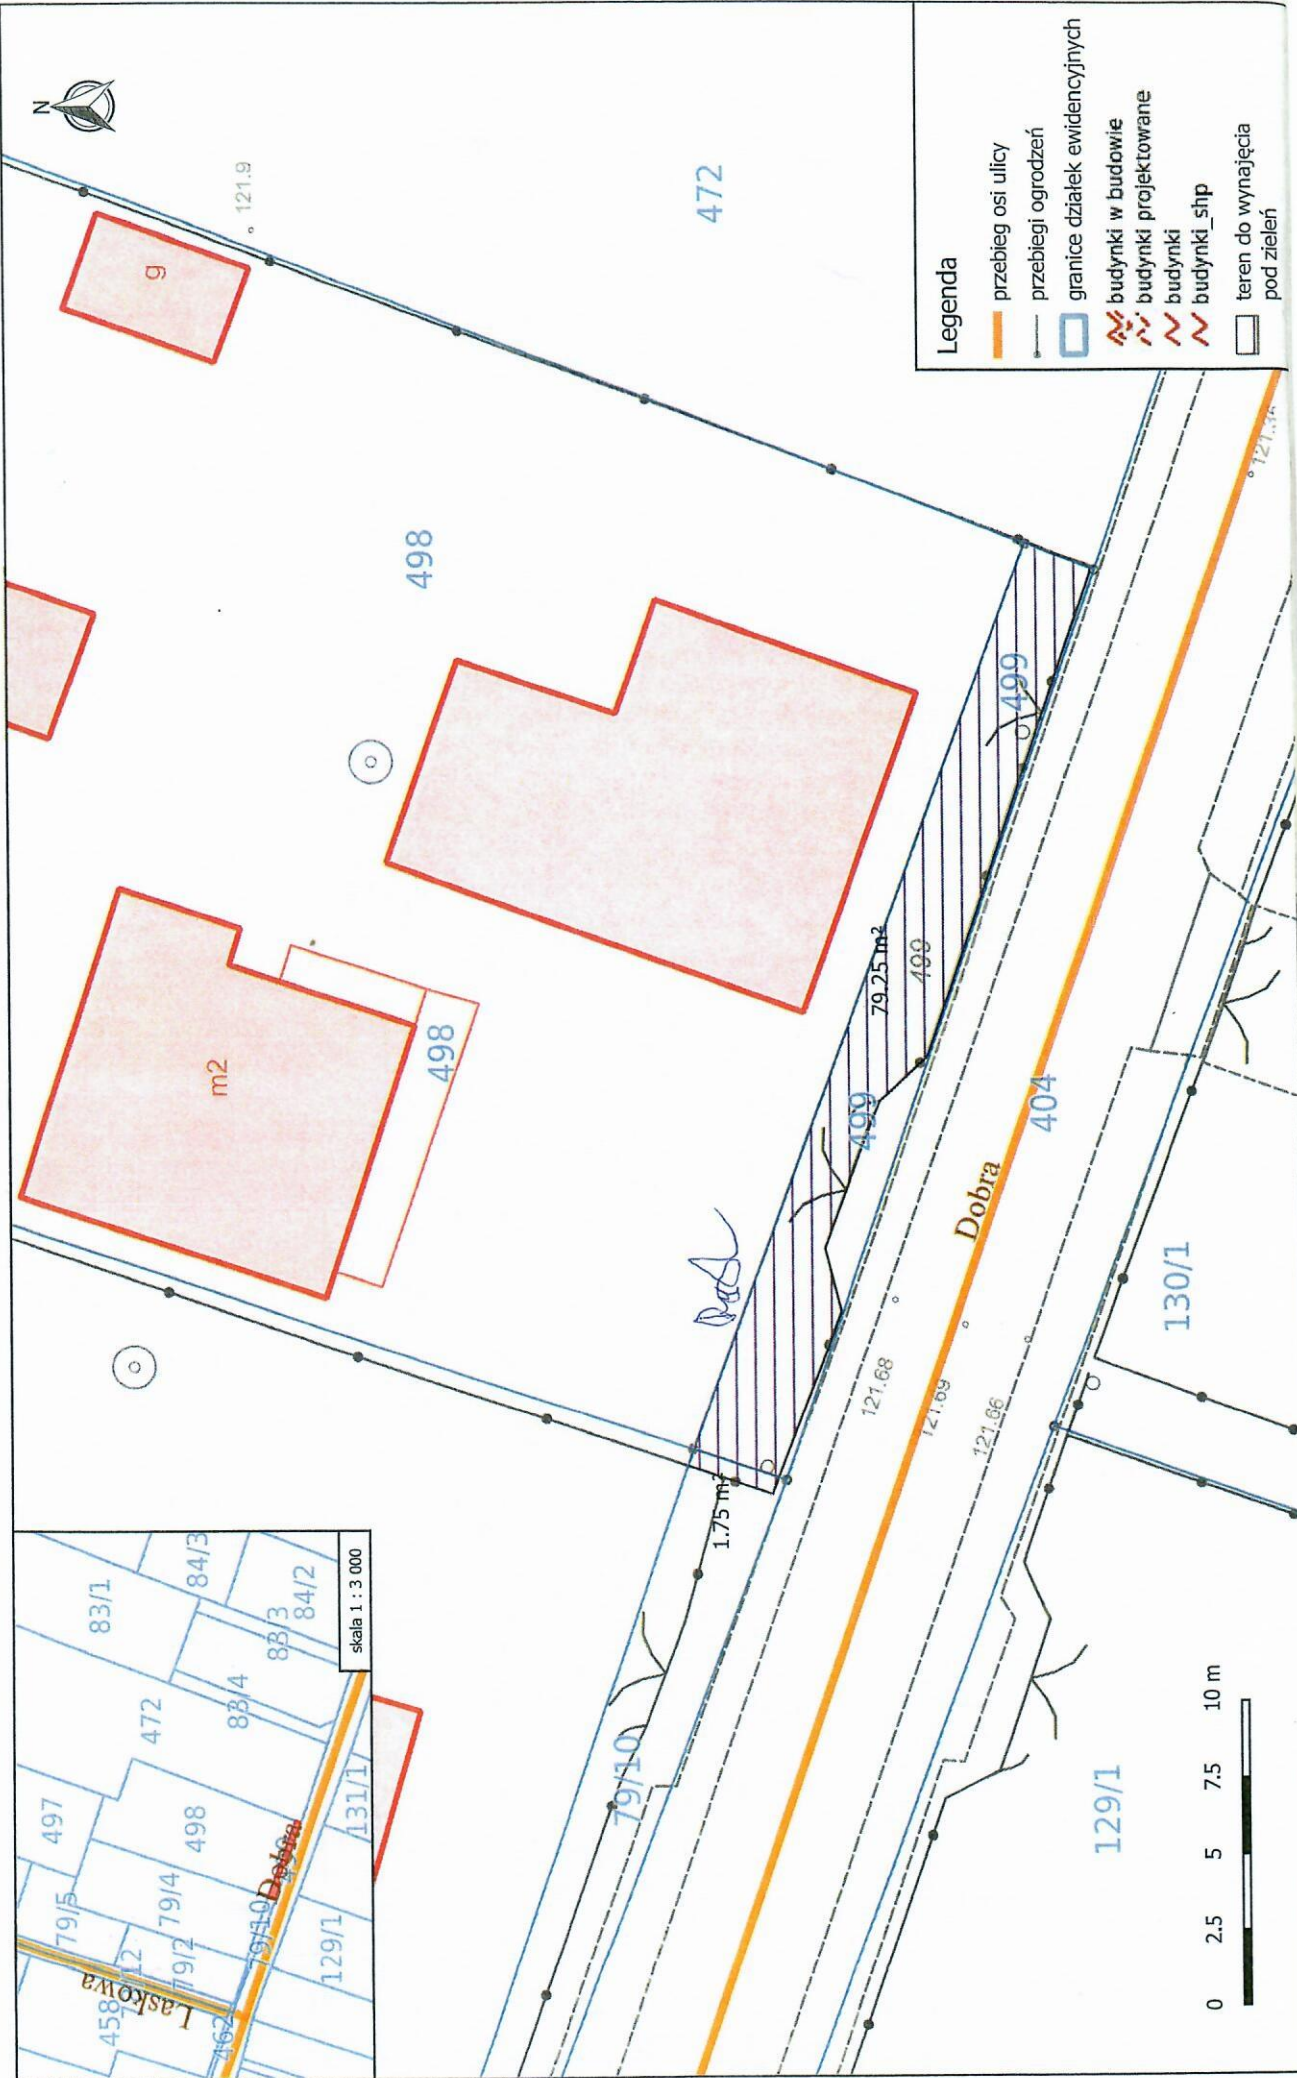 83/1
84/3
472
83/4
83/3
84/2
497
498
79/5
79/4
Dobra
131/1
79/2
79/10
129/1
Laskowa
458
462
skala 1 : 3 000
N
g
121.9
472
498
m2
498
499
79.25 m²
499
499
1.75 m²
404
Dobra
121.68
121.69
121.66
79/10
130/1
129/1
0 2.5 5 7.5 10 m
Legenda
przebieg osi ulicy
przebiegi ogrodzeń
granice działek ewidencyjnych
budynki w budowie
budynki projektowane
budynki
budynki_shp
teren do wynajęcia
pod zieleń